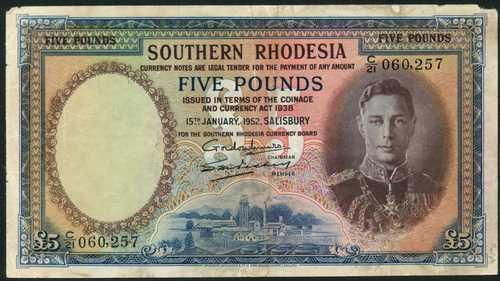 FIVE POUNDS
FIVE POUNDS
SOUTHERN RHODESIA
CURRENCY NOTES ARE LEGAL TENDER FOR THE PAYMENT OF ANY AMOUNT
C/21 060,257
FIVE POUNDS
ISSUED IN TERMS OF THE COINAGE
AND CURRENCY ACT 1938
15TH JANUARY 1952, SALISBURY
FOR THE SOUTHERN RHODESIA CURRENCY BOARD
CHAIRMAN
MEMBER
C/21 060,257
£5
£5